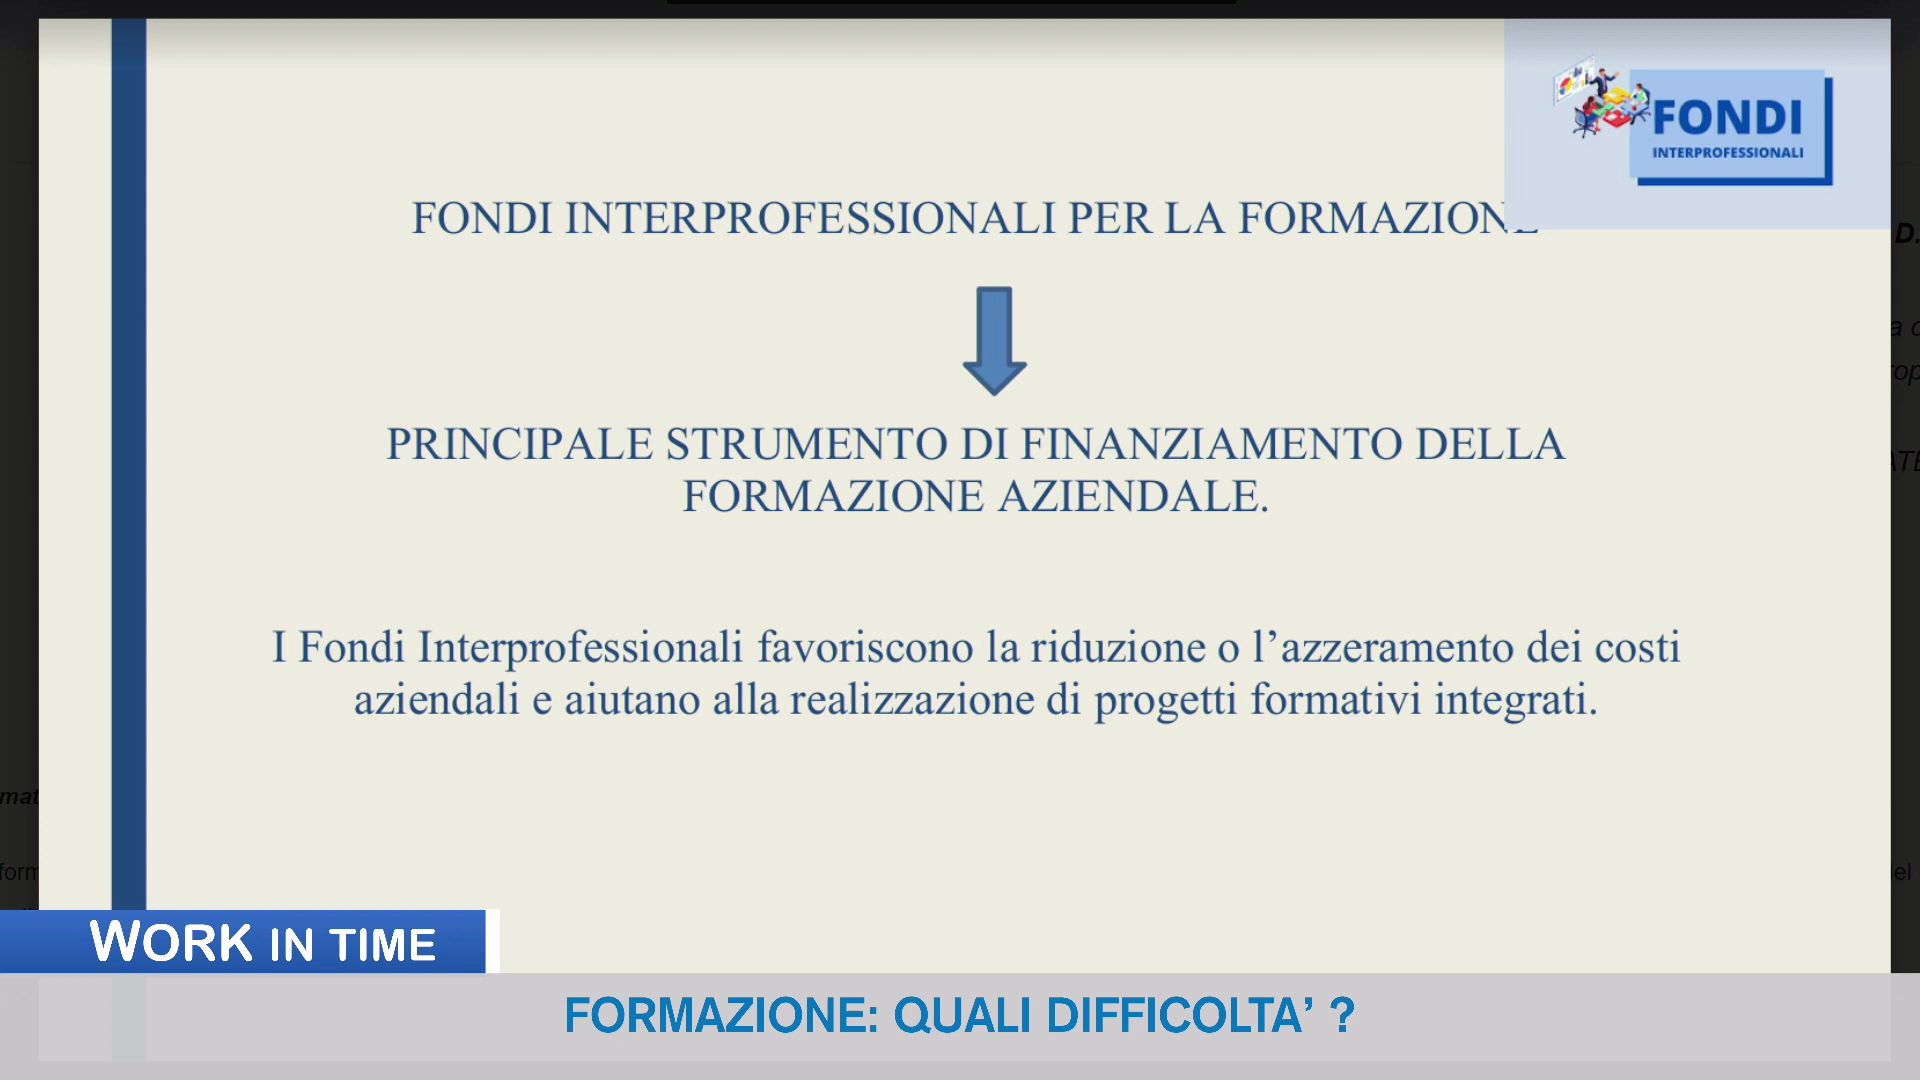 FONDI
INTERPROFESSIONALI
FONDI INTERPROFESSIONALI PER LA FORMAZIONE
PRINCIPALE STRUMENTO DI FINANZIAMENTO DELLA
FORMAZIONE AZIENDALE.
I Fondi Interprofessionali favoriscono la riduzione o l’azzeramento dei costi
aziendali e aiutano alla realizzazione di progetti formativi integrati.
WORK IN TIME
FORMAZIONE: QUALI DIFFICOLTA’ ?